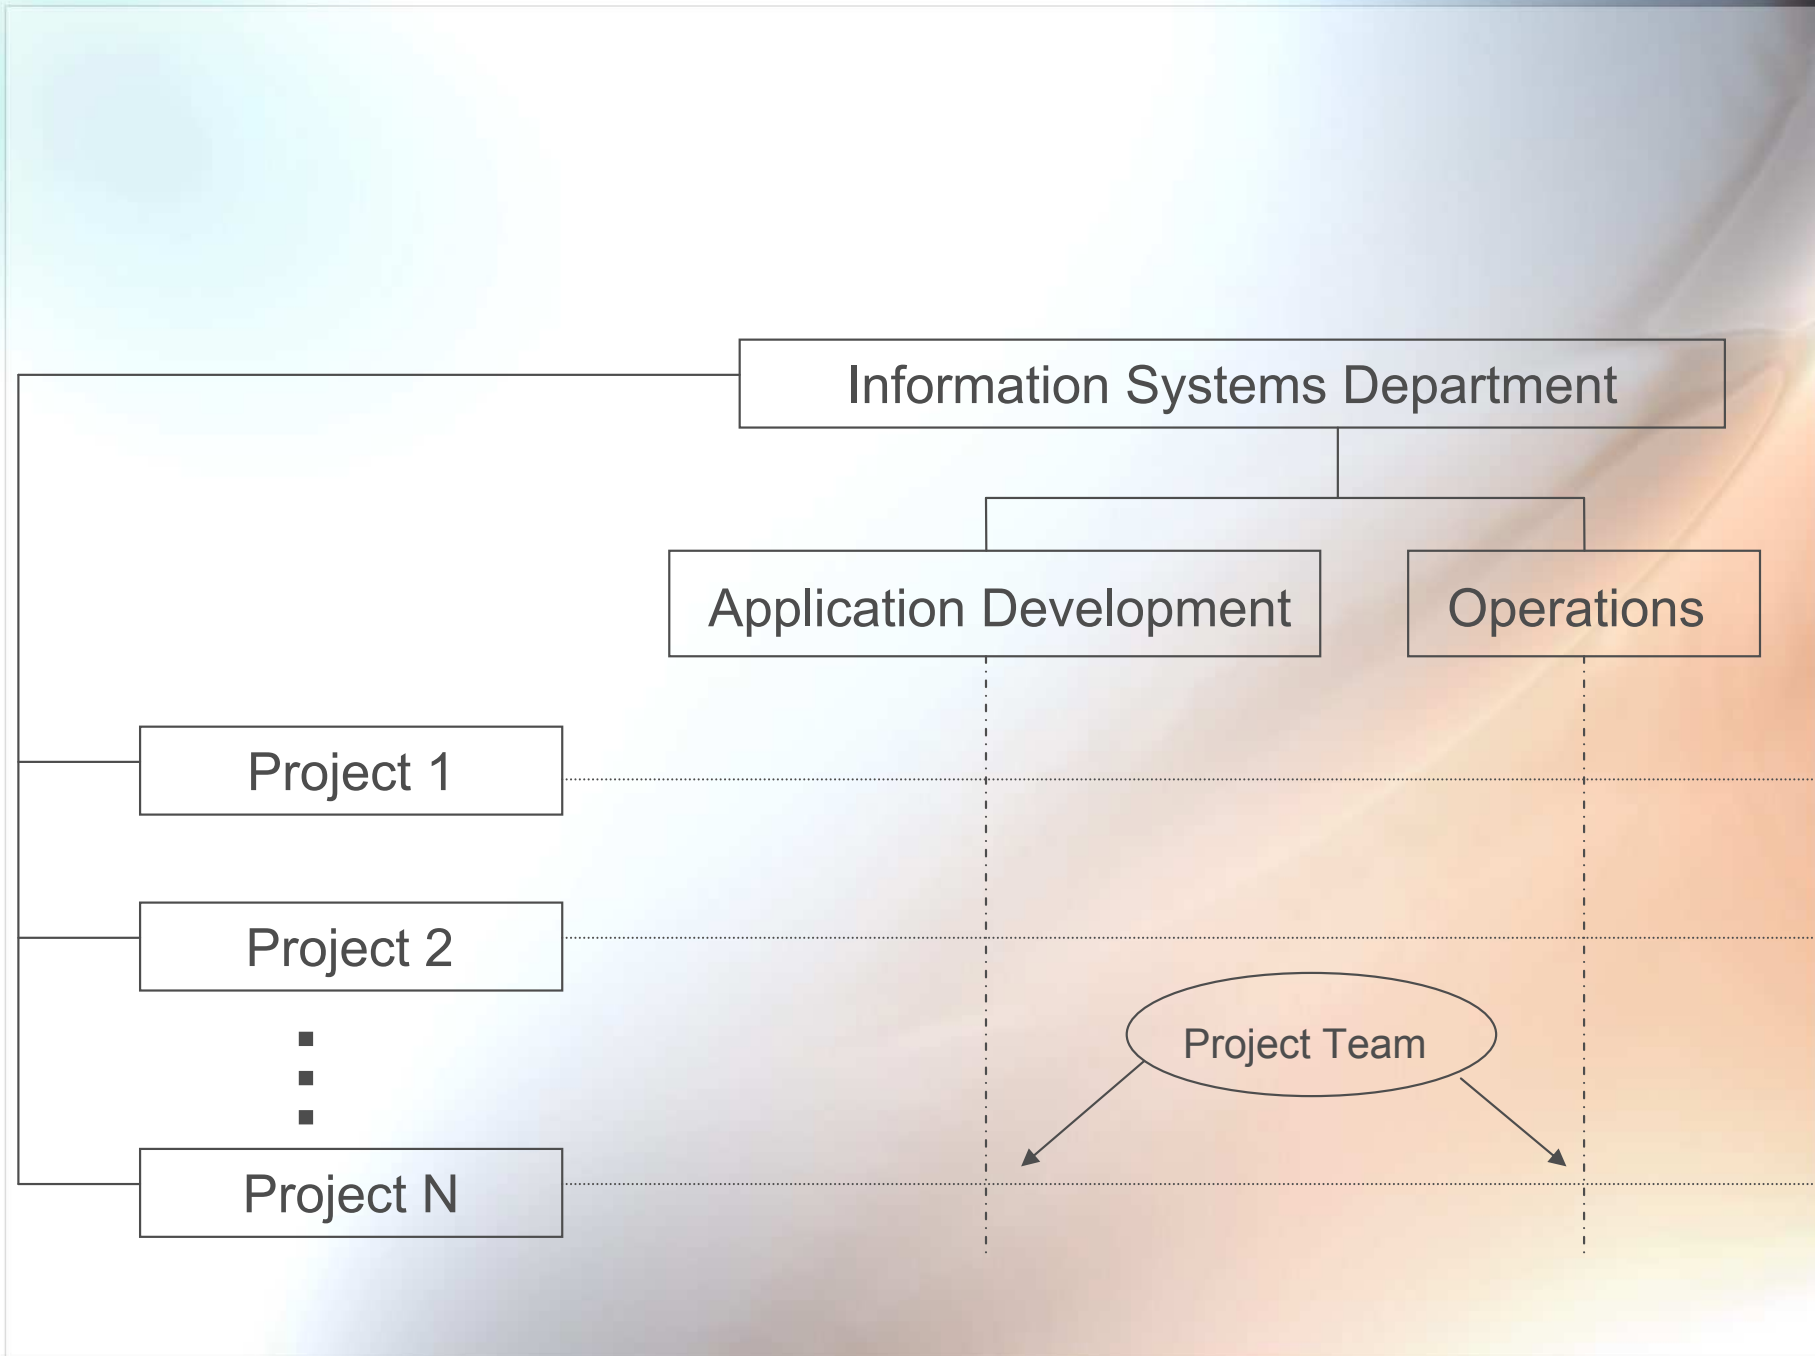 Information Systems Department
Application Development
Operations
Project 1
Project 2
Project Team
Project N